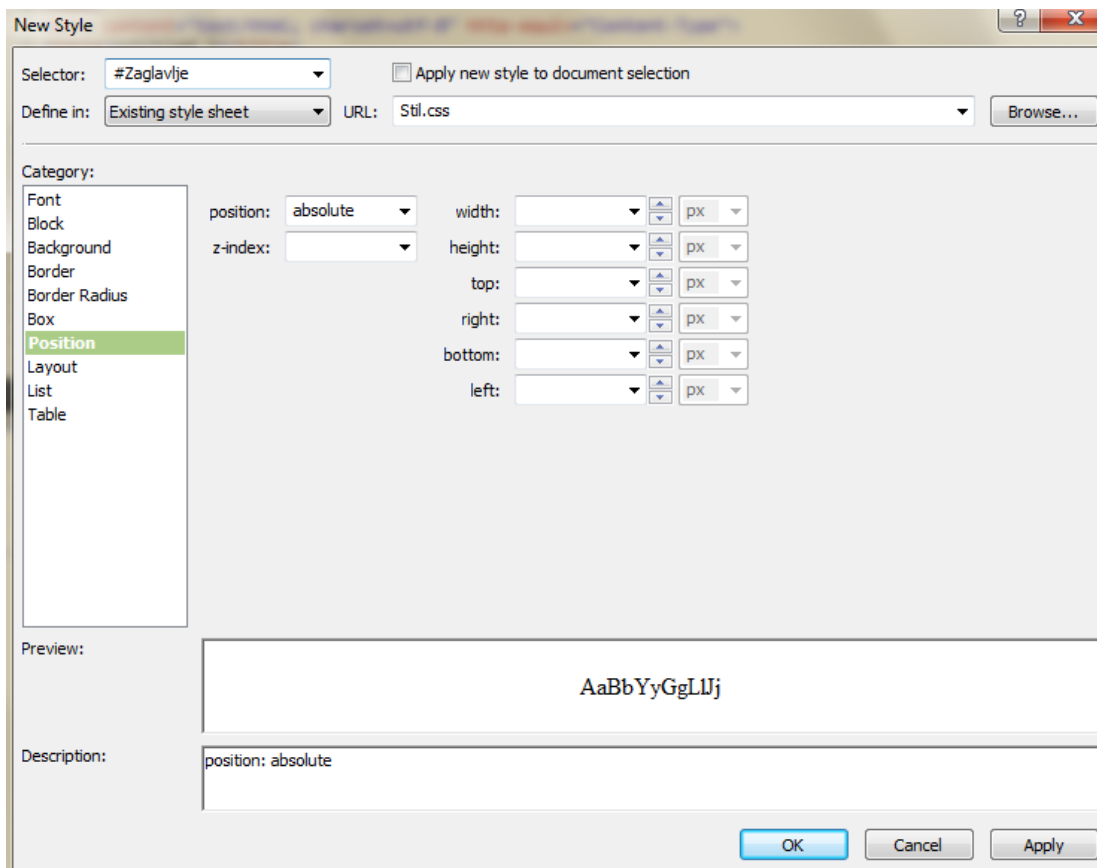 New Style
Selector: #Zaglavlje Apply new style to document selection
Define in: Existing style sheet URL: Stil.css Browse...
Category:
Font
Block
Background
Border
Border Radius
Box
Position
Layout
List
Table
position: absolute width: px
z-index: height: px
top: px
right: px
bottom: px
left: px
Preview:
AaBbYyGgLlJj
Description:
position: absolute
OK Cancel Apply